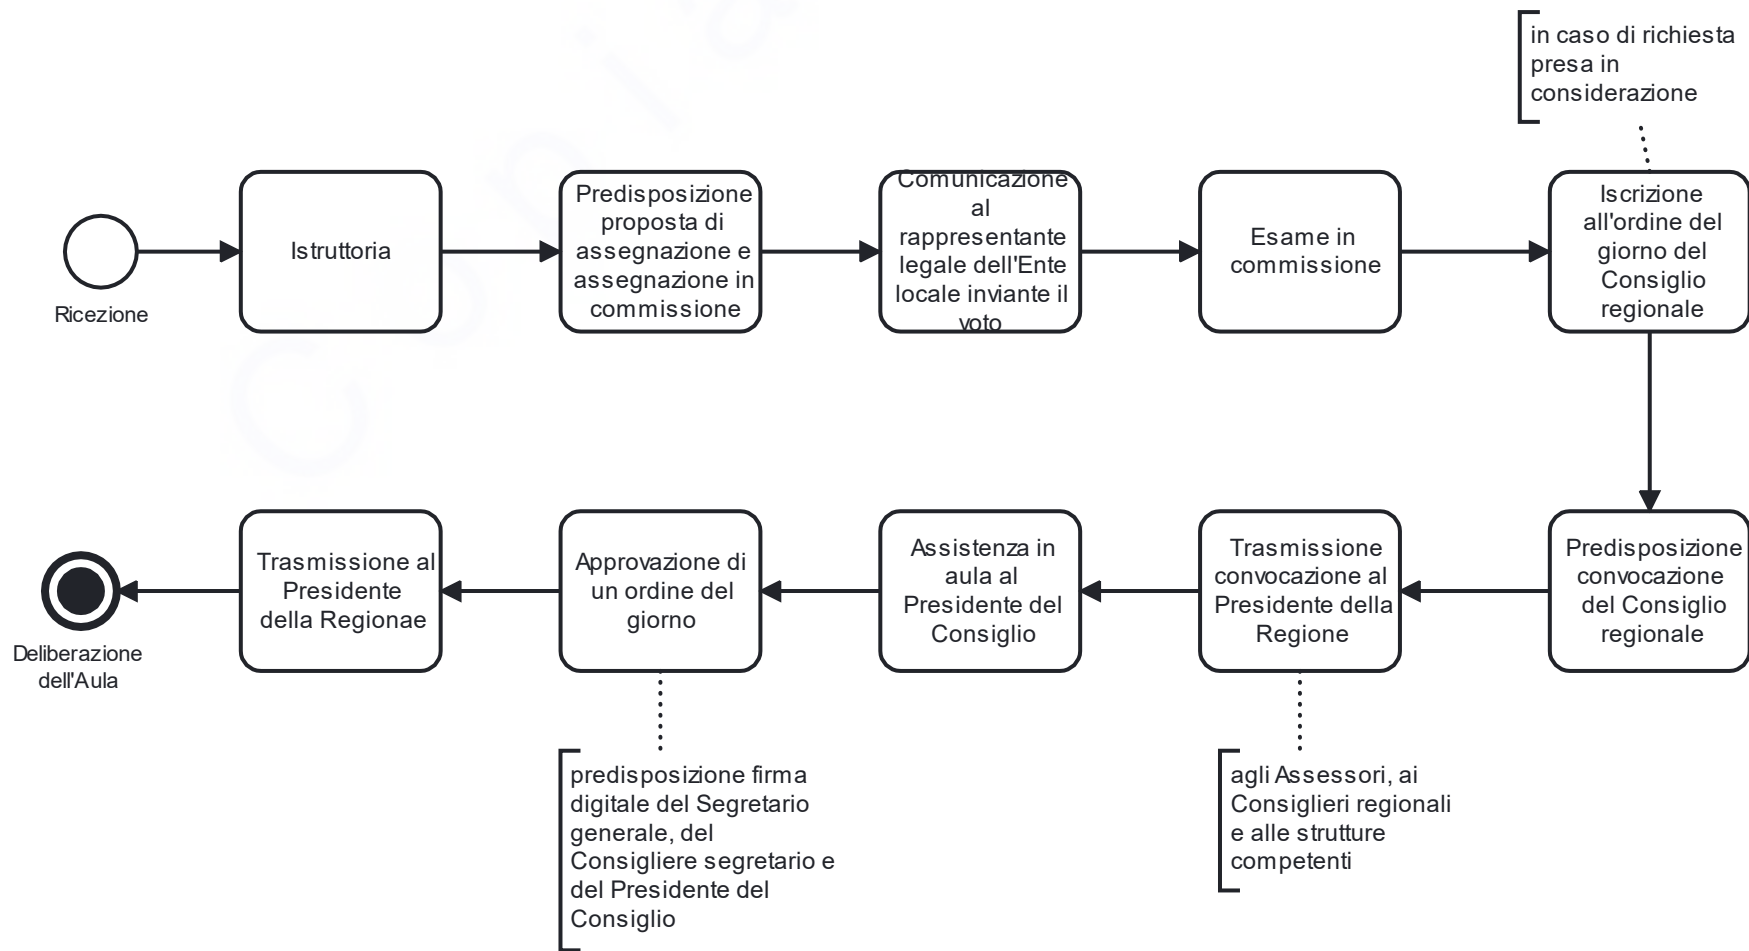 in caso di richiesta
presa in
considerazione
Ricezione
Istruttoria
Predisposizione
proposta di
assegnazione e
assegnazione in
commissione
Comunicazione
al
rappresentante
legale dell'Ente
locale inviante il
voto
Esame in
commissione
Iscrizione
all'ordine del
giorno del
Consiglio
regionale
Predisposizione
convocazione
del Consiglio
regionale
Trasmissione
convocazione al
Presidente della
Regione
agli Assessori, ai
Consiglieri regionali
e alle strutture
competenti
Assistenza in
aula al
Presidente del
Consiglio
Approvazione di
un ordine del
giorno
predisposizione firma
digitale del Segretario
generale, del
Consigliere segretario e
del Presidente del
Consiglio
Trasmissione al
Presidente
della Regionae
Deliberazione
dell'Aula